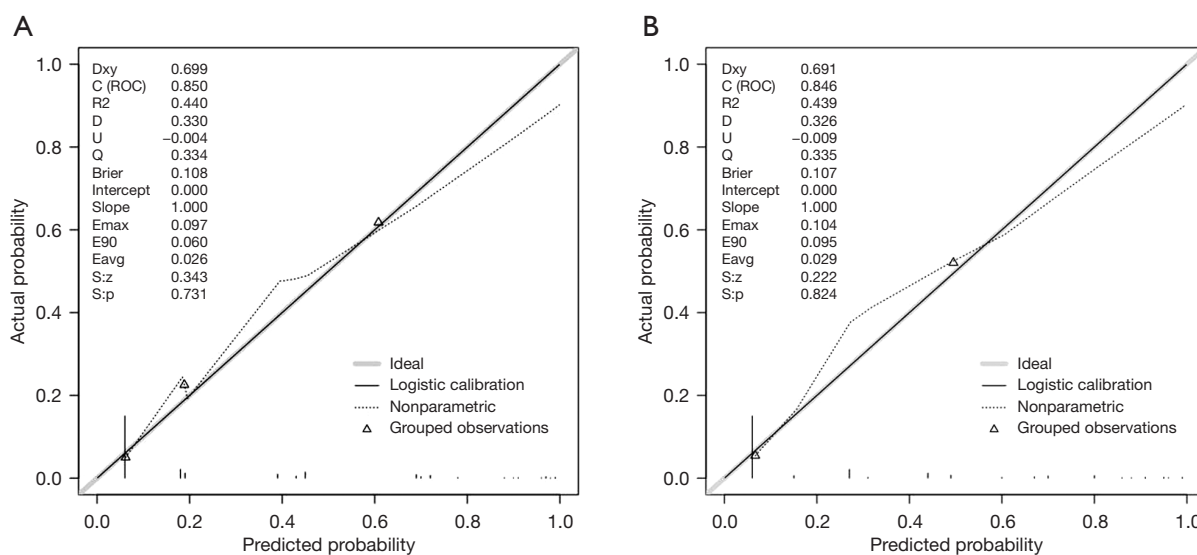 A
Dxy 0.699
C (ROC) 0.850
R2 0.440
D 0.330
U −0.004
Q 0.334
Brier 0.108
Intercept 0.000
Slope 1.000
Emax 0.097
E90 0.060
Eavg 0.026
S:z 0.343
S:p 0.731
Ideal
Logistic calibration
Nonparametric
Grouped observations
1.0
0.8
0.6
0.4
0.2
0.0
Actual probability
0.0 0.2 0.4 0.6 0.8 1.0
Predicted probability
B
Dxy 0.691
C (ROC) 0.846
R2 0.439
D 0.326
U −0.009
Q 0.335
Brier 0.107
Intercept 0.000
Slope 1.000
Emax 0.104
E90 0.095
Eavg 0.029
S:z 0.222
S:p 0.824
Ideal
Logistic calibration
Nonparametric
Grouped observations
1.0
0.8
0.6
0.4
0.2
0.0
Actual probability
0.0 0.2 0.4 0.6 0.8 1.0
Predicted probability